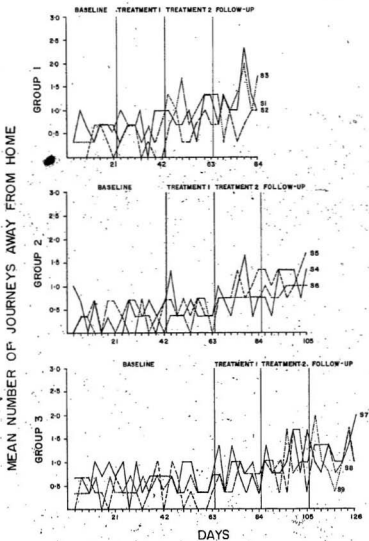 BASELINE TREATMENT 1 TREATMENT 2 FOLLOW-UP
MEAN NUMBER OF JOURNEYS AWAY FROM HOME
GROUP 1
3·0
2·5
2·0
1·5
1·0
0·5
S3
S1
S2
21 42 63 84
BASELINE TREATMENT 1 TREATMENT 2 FOLLOW-UP
GROUP 2
3·0
2·5
2·0
1·5
1·0
0·5
S5
S4
S6
21 42 63 84 105
BASELINE TREATMENT 1 TREATMENT 2 FOLLOW-UP
GROUP 3
3·0
2·5
2·0
1·5
1·0
0·5
S7
S8
S9
21 42 63 84 105 126
DAYS